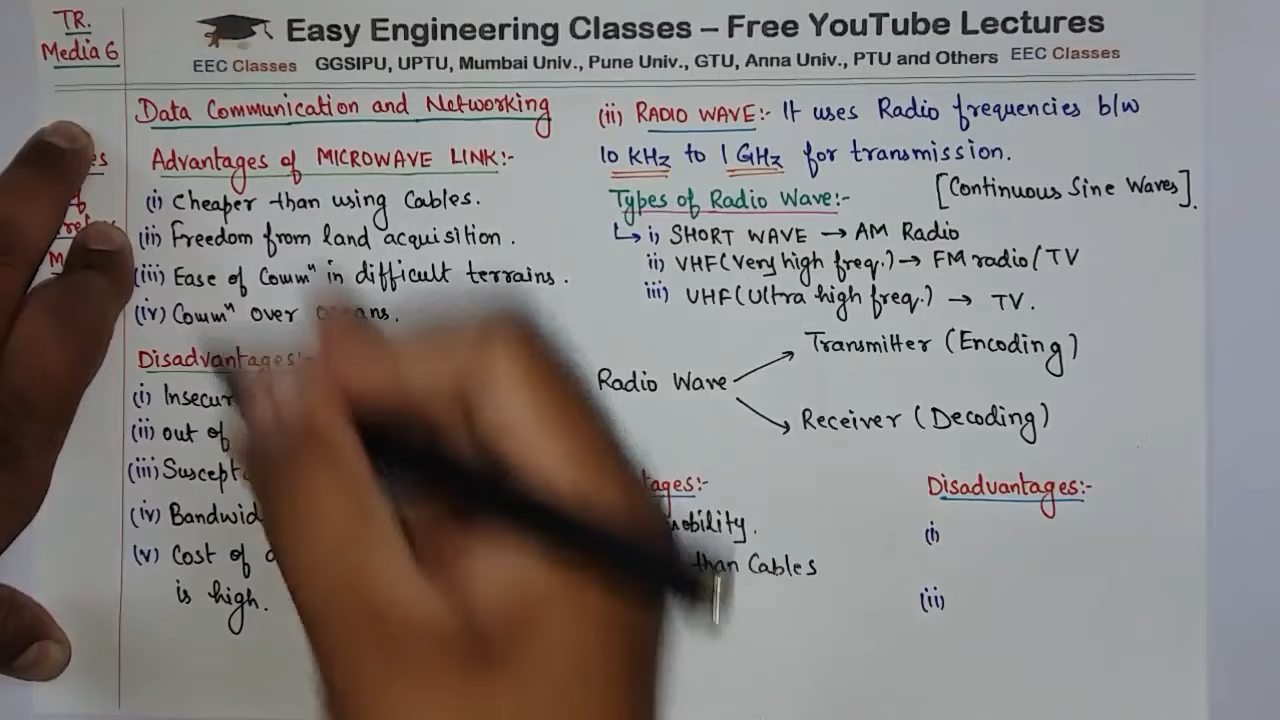 TR.
Media 6
Easy Engineering Classes – Free YouTube Lectures
EEC Classes GGSIPU, UPTU, Mumbai Univ., Pune Univ., GTU, Anna Univ., PTU and Others EEC Classes
Data Communication and Networking
Advantages of MICROWAVE LINK:-
(i) Cheaper than using Cables.
(ii) Freedom from land acquisition.
(iii) Ease of Commⁿ in difficult terrains.
(iv) Commⁿ over
Disadvantages:-
(i)
(ii) out of
(iii)
(iv)
(v) Cost of
is high.
(ii) RADIO WAVE:- It uses Radio frequencies b/w
10 KHz to 1 GHz for transmission.
[Continuous Sine Waves].
Types of Radio Wave:-
↳ i) SHORT WAVE → AM Radio
ii) VHF (Very high freq.) → FM radio/TV
iii) UHF (Ultra high freq.) → TV.
Radio Wave
Transmitter (Encoding)
Receiver (Decoding)
mobility.
than Cables
Disadvantages:-
(i)
(ii)